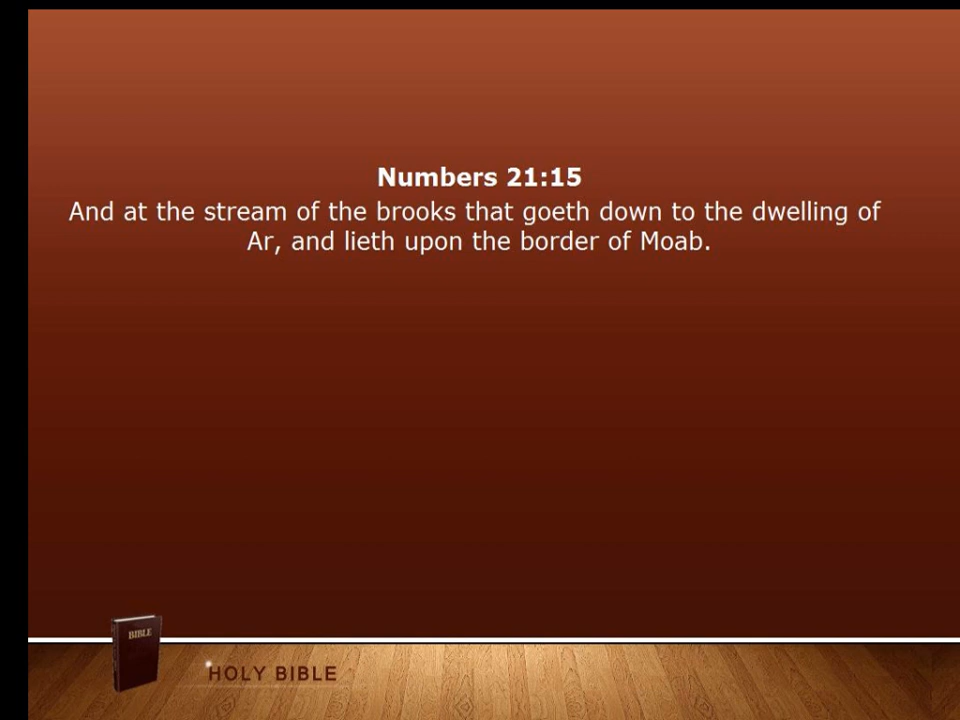 Numbers 21:15
And at the stream of the brooks that goeth down to the dwelling of
Ar, and lieth upon the border of Moab.
BIBLE
HOLY BIBLE